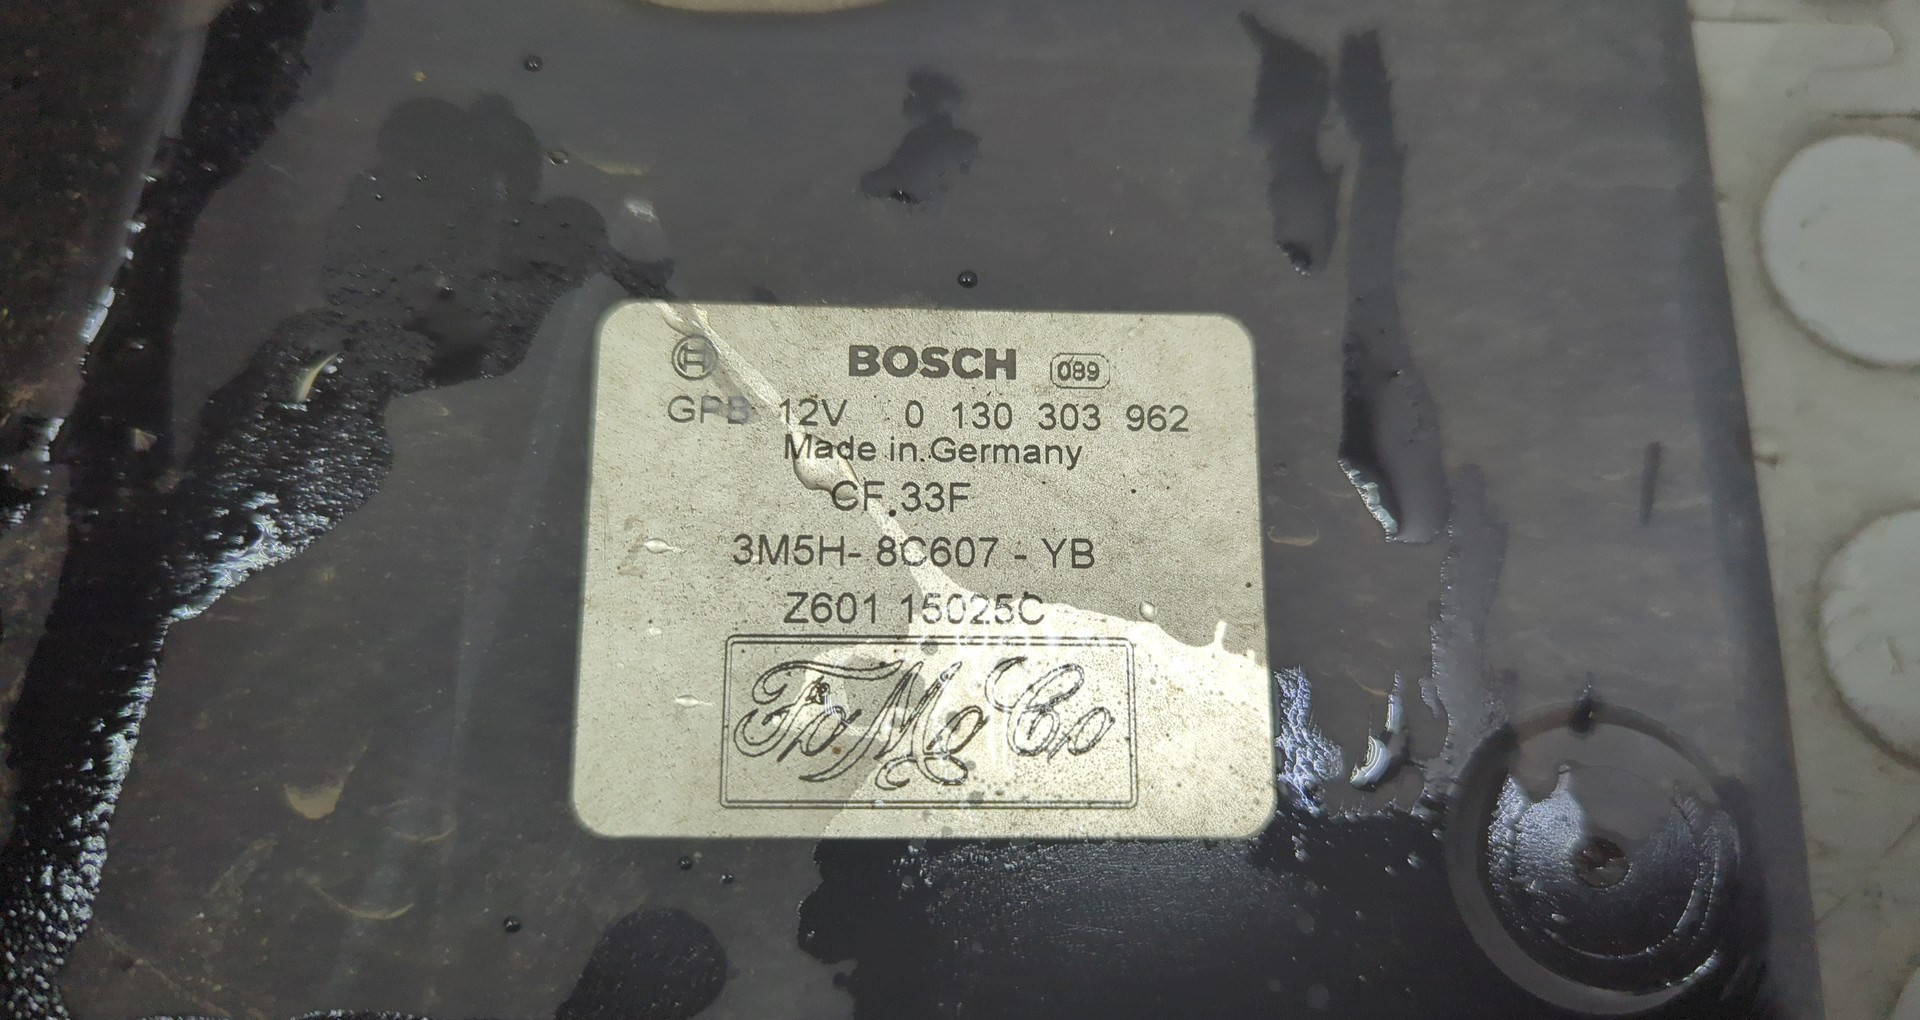 BOSCH 089
GPB 12V 0 130 303 962
Made in Germany
CF.33F
3M5H- 8C607 - YB
Z601 15025C
FoMoCo